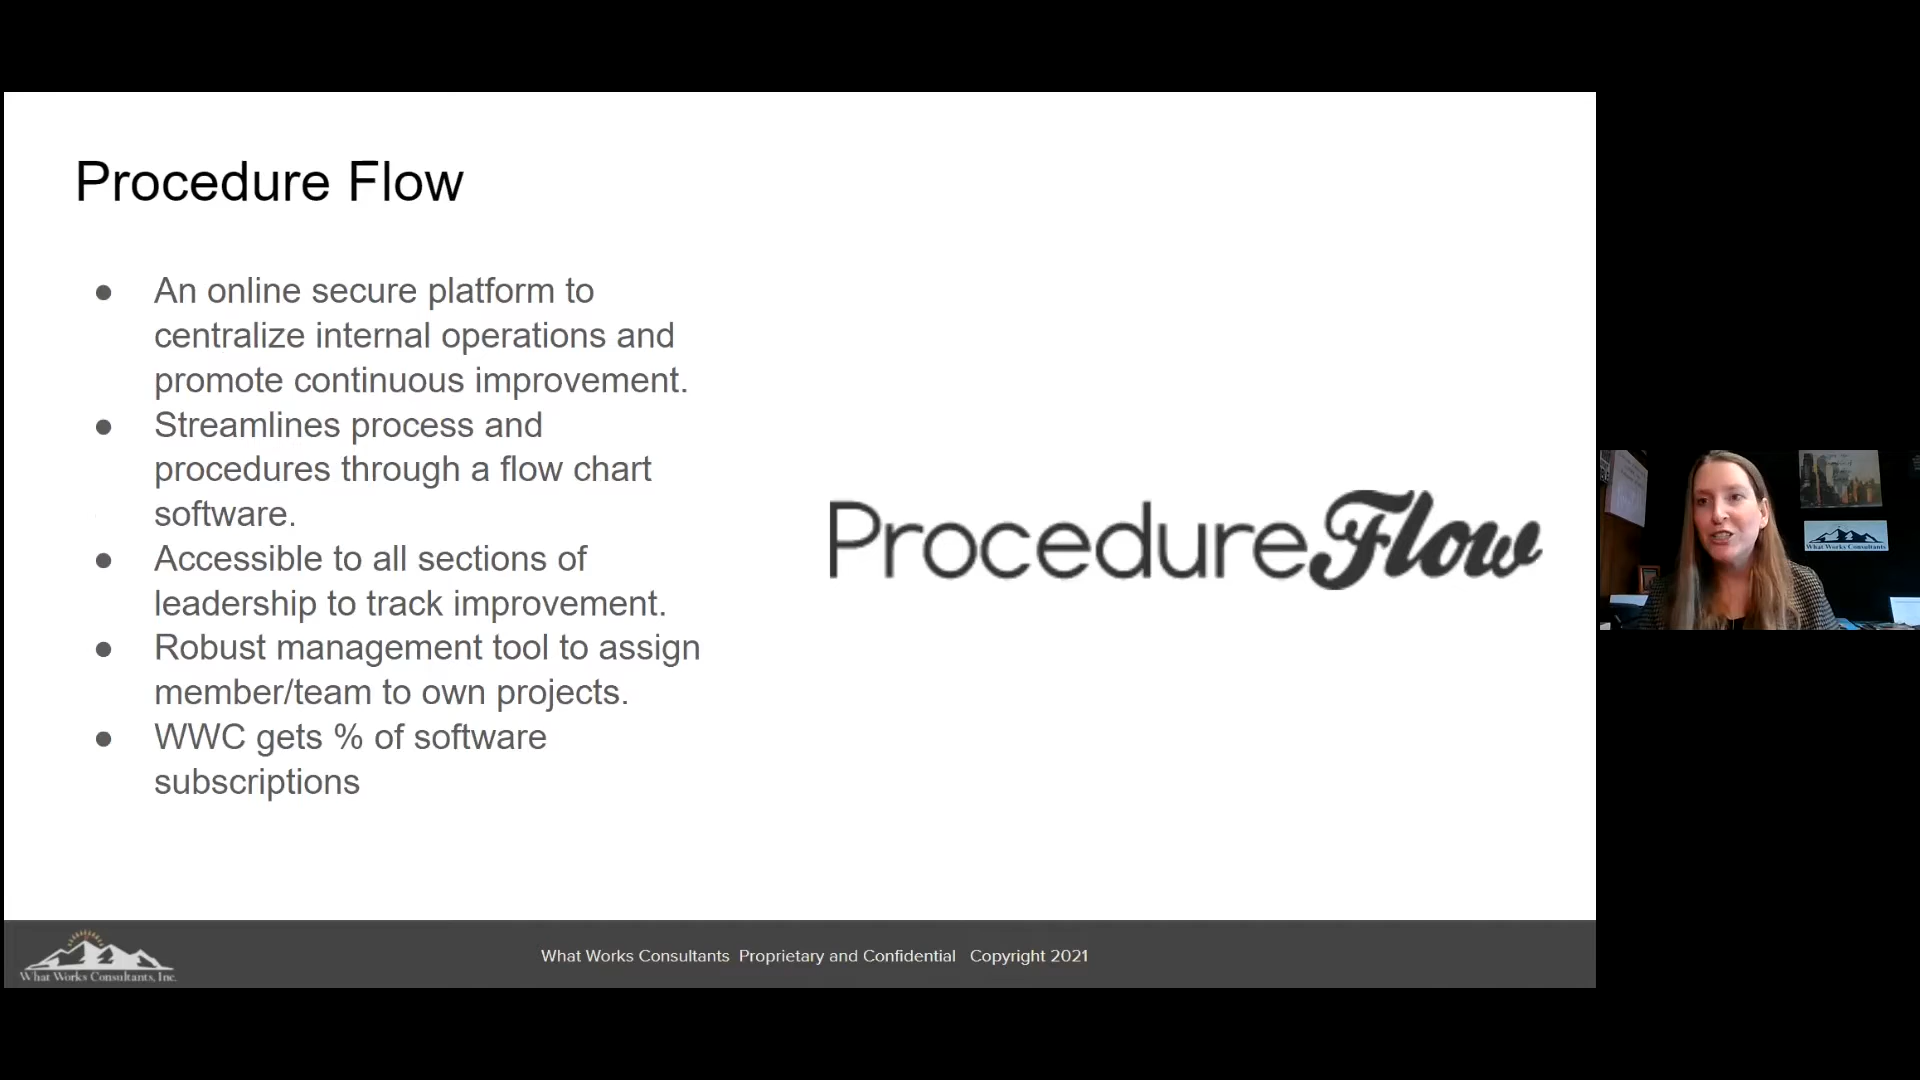 Procedure Flow
● An online secure platform to
centralize internal operations and
promote continuous improvement.
● Streamlines process and
procedures through a flow chart
software.
● Accessible to all sections of
leadership to track improvement.
● Robust management tool to assign
member/team to own projects.
● WWC gets % of software
subscriptions
ProcedureFlow
What Works Consultants
What Works Consultants, Inc.
What Works Consultants Proprietary and Confidential Copyright 2021